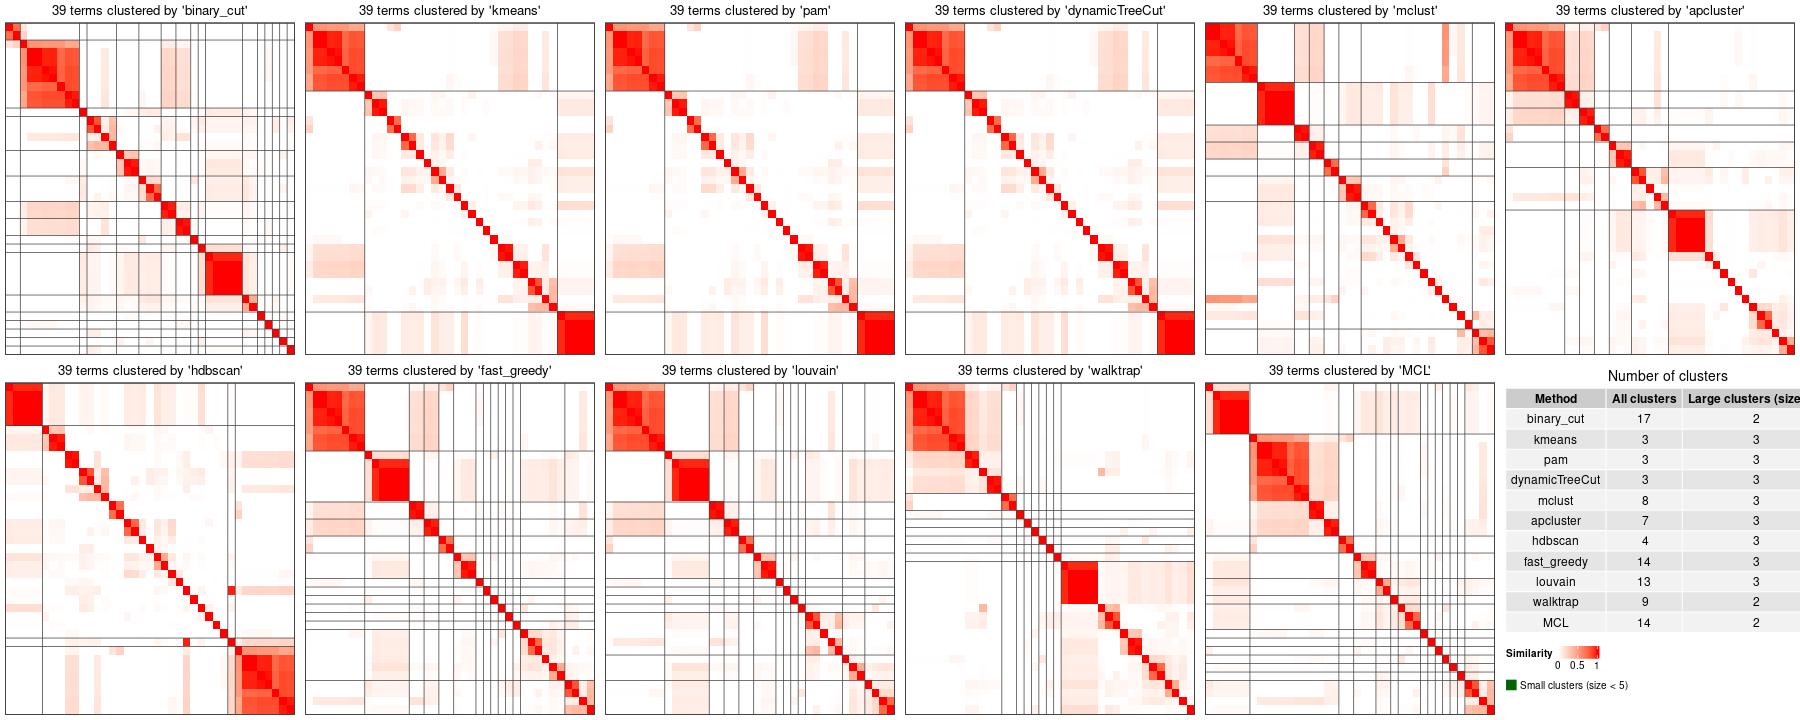 39 terms clustered by 'binary_cut'
39 terms clustered by 'kmeans'
39 terms clustered by 'pam'
39 terms clustered by 'dynamicTreeCut'
39 terms clustered by 'mclust'
39 terms clustered by 'apcluster'
39 terms clustered by 'hdbscan'
39 terms clustered by 'fast_greedy'
39 terms clustered by 'louvain'
39 terms clustered by 'walktrap'
39 terms clustered by 'MCL'
Number of clusters
Method All clusters Large clusters (size
binary_cut 17 2
kmeans 3 3
pam 3 3
dynamicTreeCut 3 3
mclust 8 3
apcluster 7 3
hdbscan 4 3
fast_greedy 14 3
louvain 13 3
walktrap 9 2
MCL 14 2
Similarity
0 0.5 1
Small clusters (size < 5)